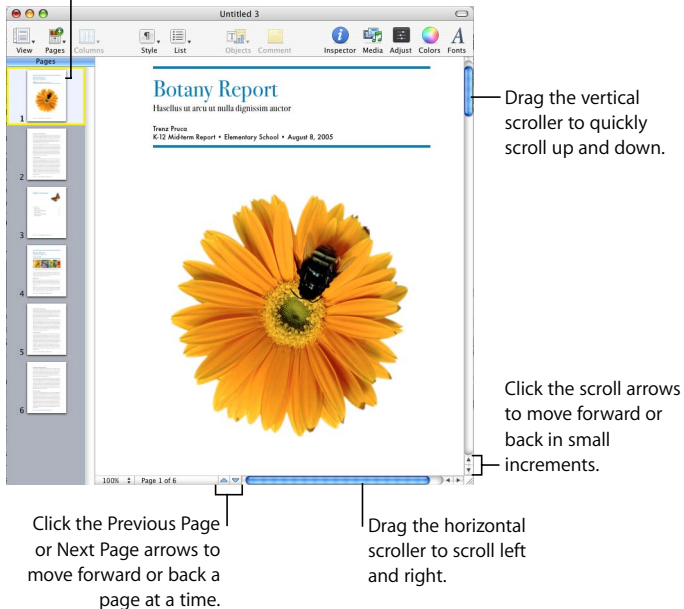 Untitled 3
View Pages Columns Style List Objects Comment Inspector Media Adjust Colors Fonts
Pages
1
2
3
4
5
6
Botany Report
Hasellus ut arcu ut nulla dignissim auctor
Trenz Pruca
K-12 Midterm Report • Elementary School • August 8, 2005
100% Page 1 of 6
Drag the vertical
scroller to quickly
scroll up and down.
Click the scroll arrows
to move forward or
back in small
increments.
Click the Previous Page
or Next Page arrows to
move forward or back a
page at a time.
Drag the horizontal
scroller to scroll left
and right.